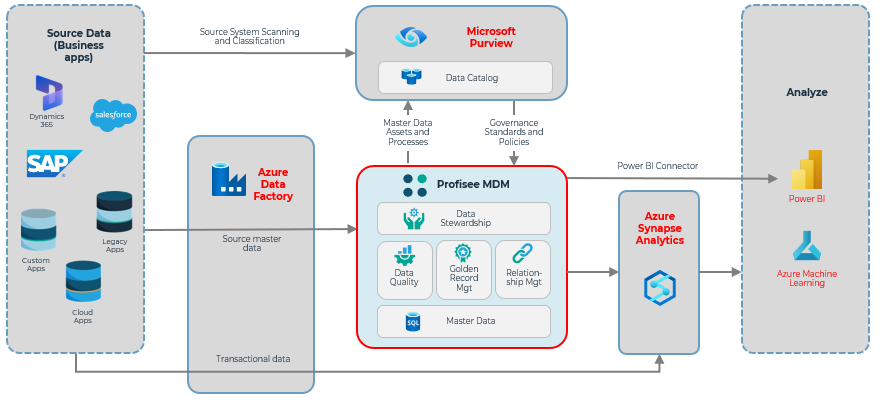 Source Data
(Business
apps)
Dynamics
365
salesforce
SAP
Custom
Apps
Legacy
Apps
Cloud
Apps
Source System Scanning
and Classification
Azure
Data
Factory
Source master
data
Transactional data
Microsoft
Purview
Data Catalog
Master Data
Assets and
Processes
Governance
Standards and
Policies
Profisee MDM
Data
Stewardship
Data
Quality
Golden
Record
Mgt
Relation-
ship Mgt
SQL
Master Data
Power BI Connector
Azure
Synapse
Analytics
Analyze
Power BI
Azure Machine
Learning